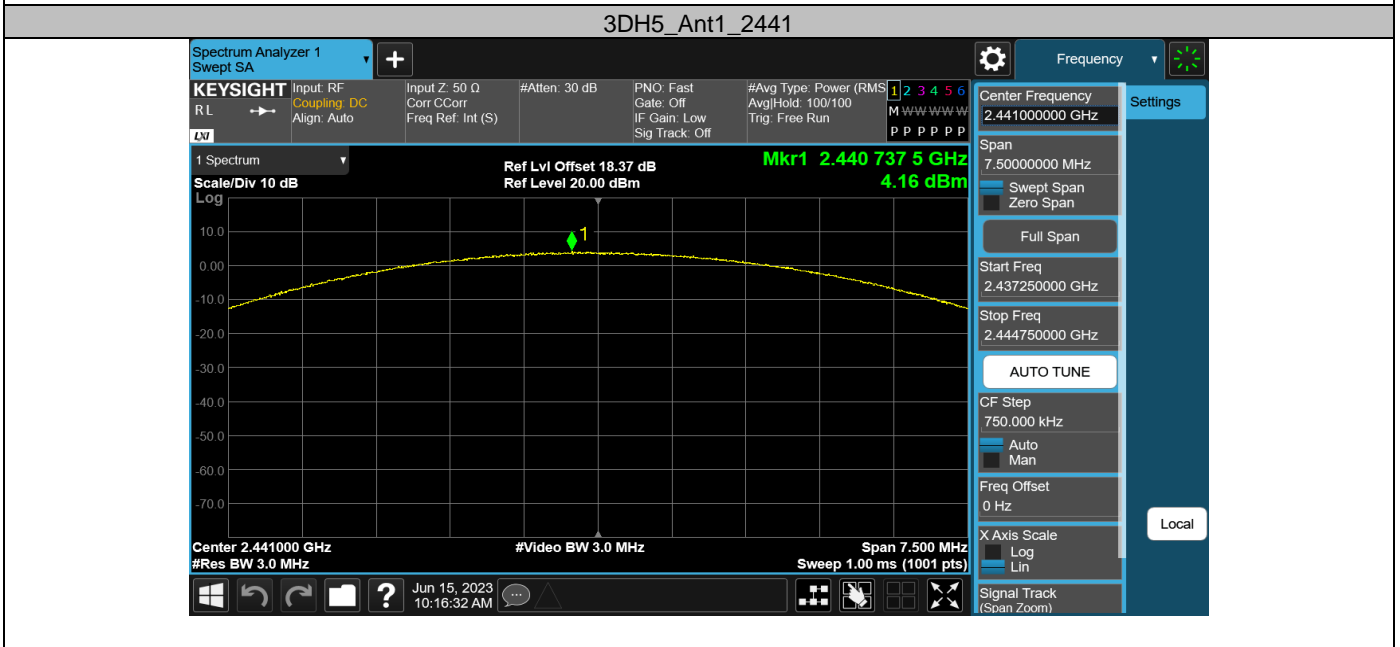 3DH5_Ant1_2441
Spectrum Analyzer 1
Swept SA
Frequency
KEYSIGHT
RL
LXI
Input: RF
Coupling: DC
Align: Auto
Input Z: 50 Ω
Corr CCorr
Freq Ref: Int (S)
#Atten: 30 dB
PNO: Fast
Gate: Off
IF Gain: Low
Sig Track: Off
#Avg Type: Power (RMS
Avg|Hold: 100/100
Trig: Free Run
1 2 3 4 5 6
M W W W W W
P P P P P P
Center Frequency
2.441000000 GHz
Settings
1 Spectrum
Scale/Div 10 dB
Ref Lvl Offset 18.37 dB
Ref Level 20.00 dBm
Mkr1 2.440 737 5 GHz
4.16 dBm
Span
7.50000000 MHz
Swept Span
Zero Span
Log
1
10.0
0.00
-10.0
-20.0
-30.0
-40.0
-50.0
-60.0
-70.0
Full Span
Start Freq
2.437250000 GHz
Stop Freq
2.444750000 GHz
AUTO TUNE
CF Step
750.000 kHz
Auto
Man
Freq Offset
0 Hz
Local
X Axis Scale
Log
Lin
Center 2.441000 GHz
#Video BW 3.0 MHz
Span 7.500 MHz
#Res BW 3.0 MHz
Sweep 1.00 ms (1001 pts)
?
Jun 15, 2023
10:16:32 AM
Signal Track
(Span Zoom)